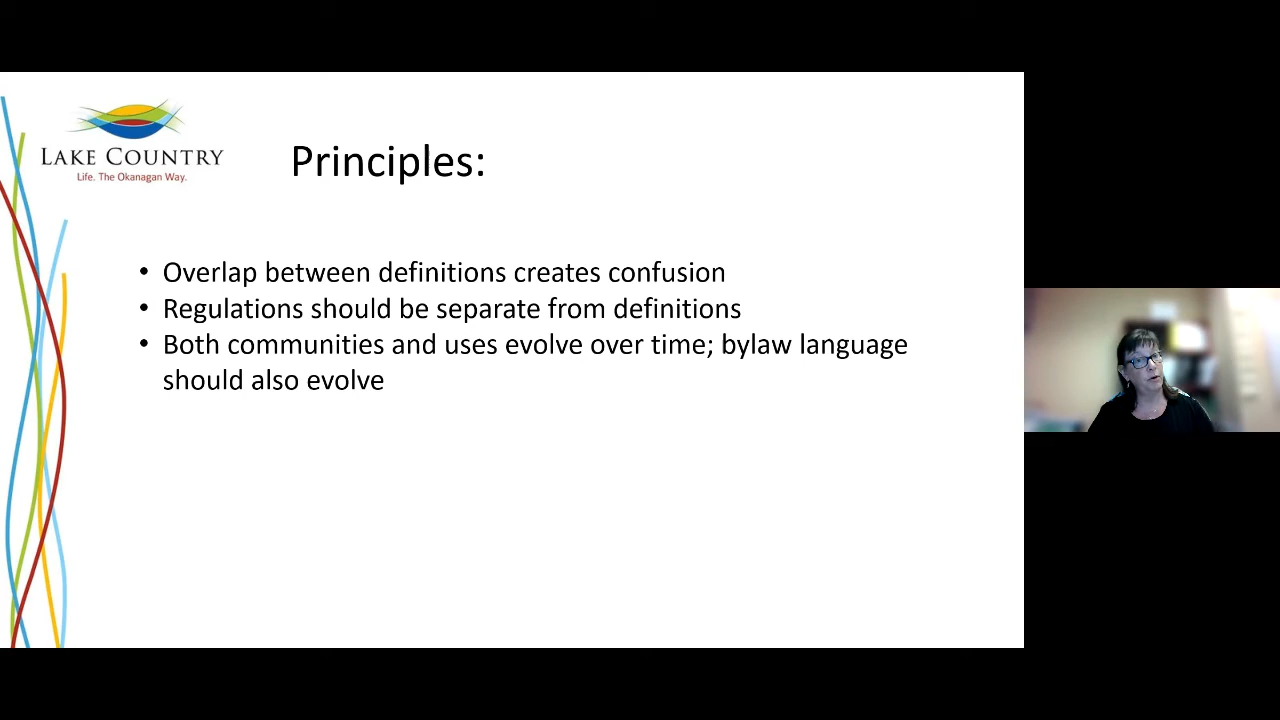 LAKE COUNTRY
Life. The Okanagan Way.
Principles:
• Overlap between definitions creates confusion
• Regulations should be separate from definitions
• Both communities and uses evolve over time; bylaw language
should also evolve